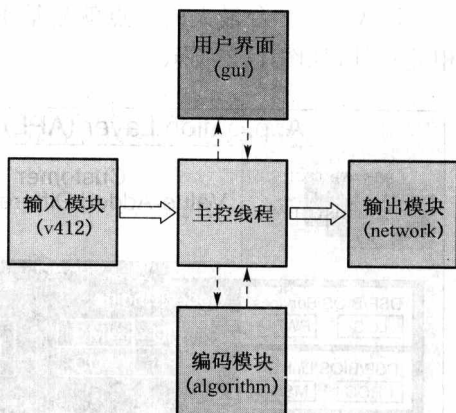 用户界面
(gui)
输入模块
(v412)
主控线程
输出模块
(network)
编码模块
(algorithm)